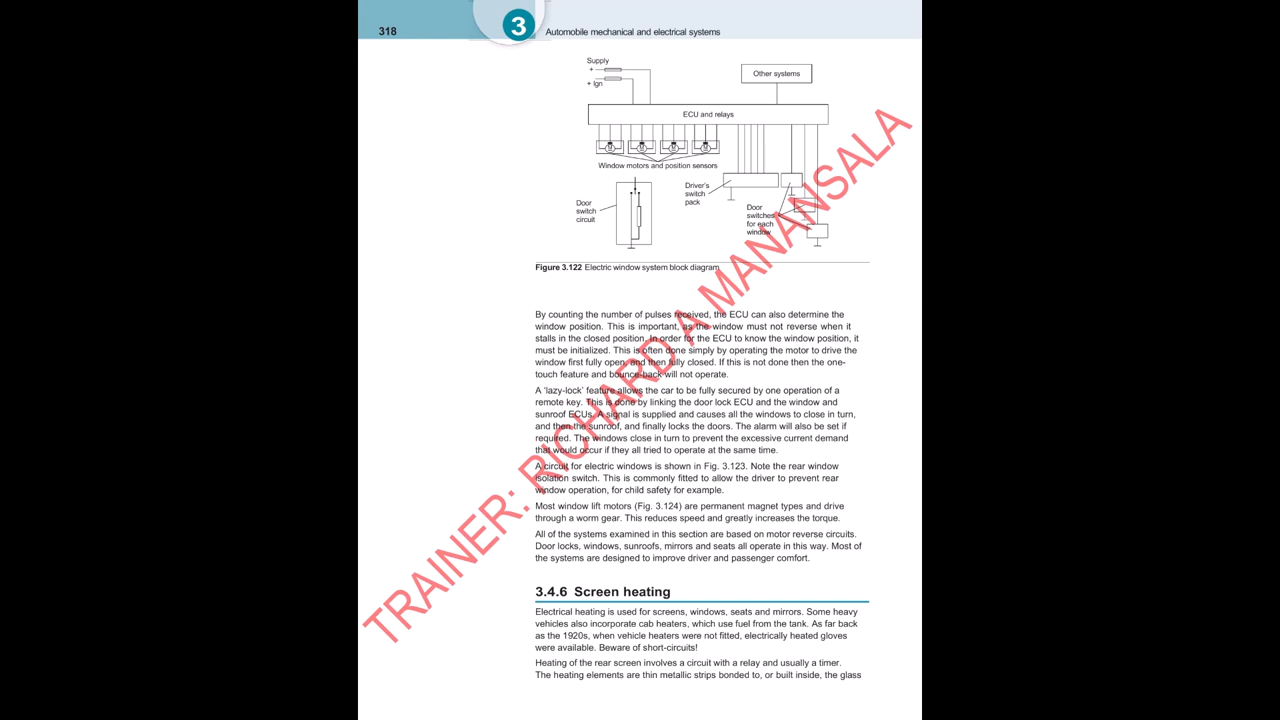 318
3
Automobile mechanical and electrical systems
Supply
+
+ Ign
Other systems
ECU and relays
M M M M
Window motors and position sensors
Driver's
switch
pack
Door
switch
circuit
Door
switches
for each
window
Figure 3.122 Electric window system block diagram
By counting the number of pulses received, the ECU can also determine the
window position. This is important, as the window must not reverse when it
stalls in the closed position. In order for the ECU to know the window position, it
must be initialized. This is often done simply by operating the motor to drive the
window first fully open, and then fully closed. If this is not done then the one-
touch feature and bounce-back will not operate.
A 'lazy-lock' feature allows the car to be fully secured by one operation of a
remote key. This is done by linking the door lock ECU and the window and
sunroof ECUs. A signal is supplied and causes all the windows to close in turn,
and then the sunroof, and finally locks the doors. The alarm will also be set if
required. The windows close in turn to prevent the excessive current demand
that would occur if they all tried to operate at the same time.
A circuit for electric windows is shown in Fig. 3.123. Note the rear window
isolation switch. This is commonly fitted to allow the driver to prevent rear
window operation, for child safety for example.
Most window lift motors (Fig. 3.124) are permanent magnet types and drive
through a worm gear. This reduces speed and greatly increases the torque.
All of the systems examined in this section are based on motor reverse circuits.
Door locks, windows, sunroofs, mirrors and seats all operate in this way. Most of
the systems are designed to improve driver and passenger comfort.
3.4.6 Screen heating
Electrical heating is used for screens, windows, seats and mirrors. Some heavy
vehicles also incorporate cab heaters, which use fuel from the tank. As far back
as the 1920s, when vehicle heaters were not fitted, electrically heated gloves
were available. Beware of short-circuits!
Heating of the rear screen involves a circuit with a relay and usually a timer.
The heating elements are thin metallic strips bonded to, or built inside, the glass
TRAINER: RICHARD A MANANSALA